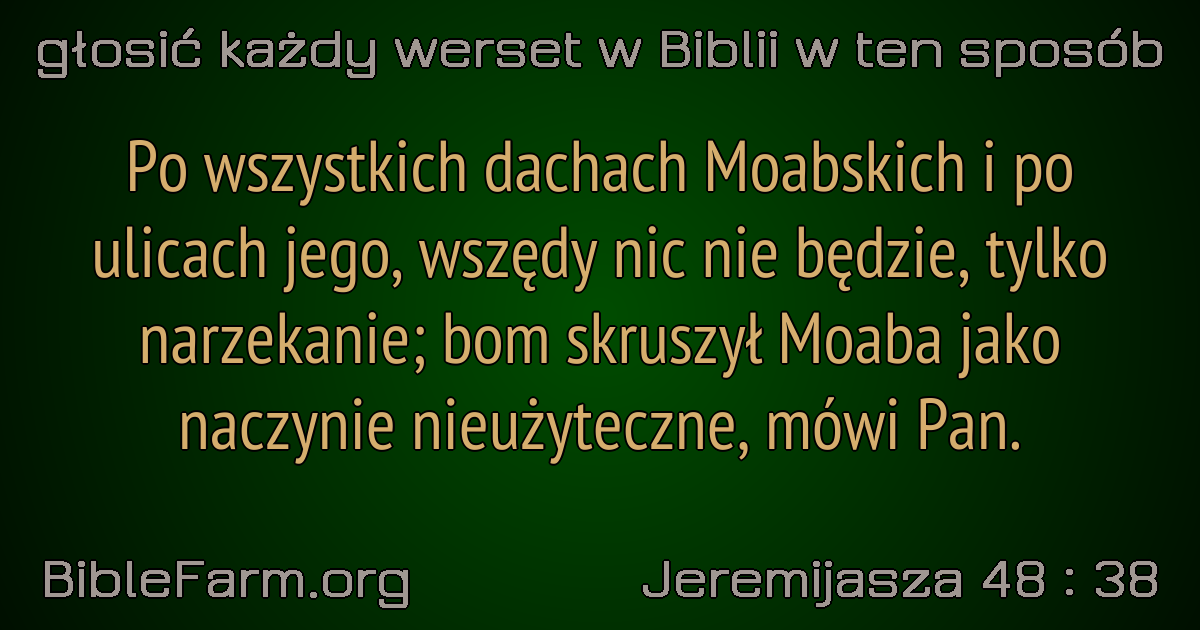 głosić każdy werset w Biblii w ten sposób
Po wszystkich dachach Moabskich i po
ulicach jego, wszędy nic nie będzie, tylko
narzekanie; bom skruszył Moaba jako
naczynie nieużyteczne, mówi Pan.
BibleFarm.org
Jeremijasza 48 : 38